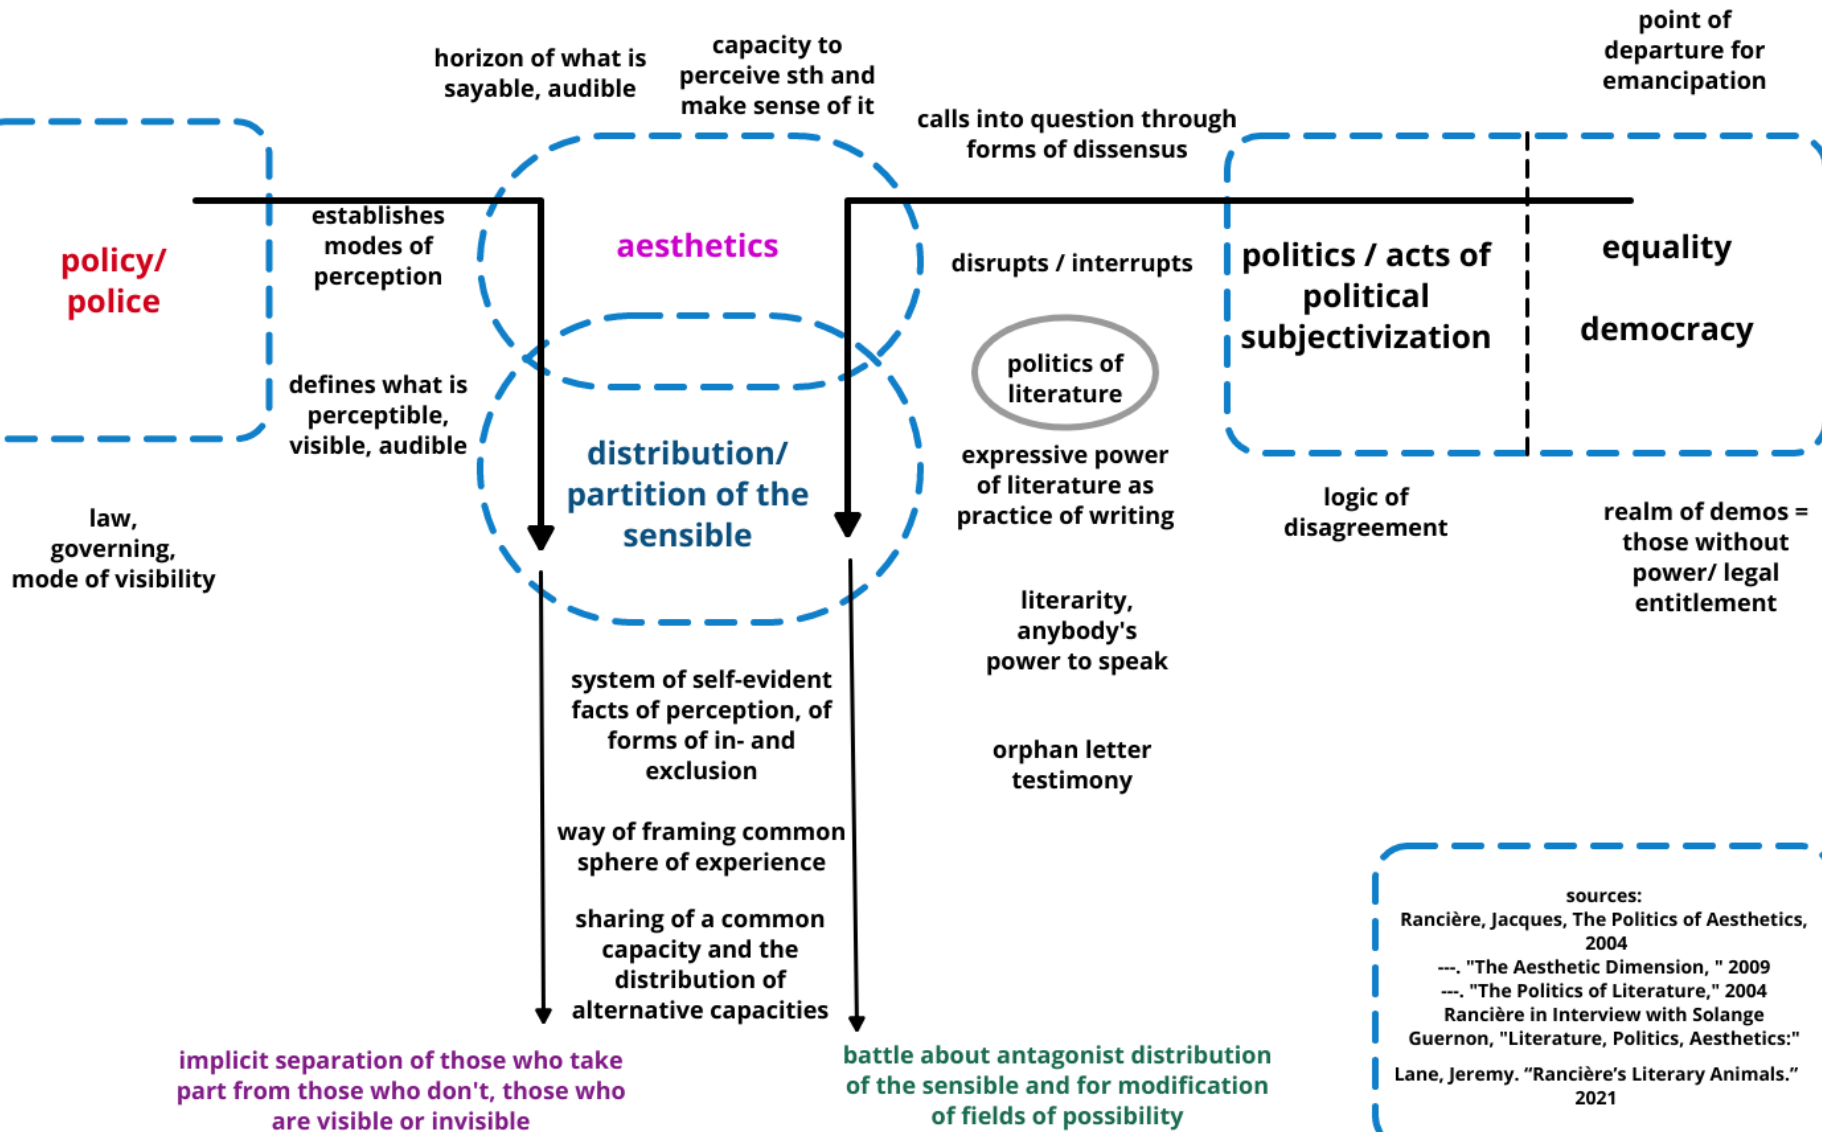 horizon of what is
sayable, audible
capacity to
perceive sth and
make sense of it
calls into question through
forms of dissensus
point of
departure for
emancipation
policy/
police
establishes
modes of
perception
defines what is
perceptible,
visible, audible
law,
governing,
mode of visibility
aesthetics
distribution/
partition of the
sensible
disrupts / interrupts
politics of
literature
expressive power
of literature as
practice of writing
literarity,
anybody's
power to speak
orphan letter
testimony
politics / acts of
political
subjectivization
equality
democracy
logic of
disagreement
realm of demos =
those without
power/ legal
entitlement
system of self-evident
facts of perception, of
forms of in- and
exclusion
way of framing common
sphere of experience
sharing of a common
capacity and the
distribution of
alternative capacities
implicit separation of those who take
part from those who don't, those who
are visible or invisible
battle about antagonist distribution
of the sensible and for modification
of fields of possibility
sources:
Rancière, Jacques, The Politics of Aesthetics,
2004
---. "The Aesthetic Dimension, " 2009
---. "The Politics of Literature," 2004
Rancière in Interview with Solange
Guernon, "Literature, Politics, Aesthetics:"
Lane, Jeremy. “Rancière’s Literary Animals.”
2021